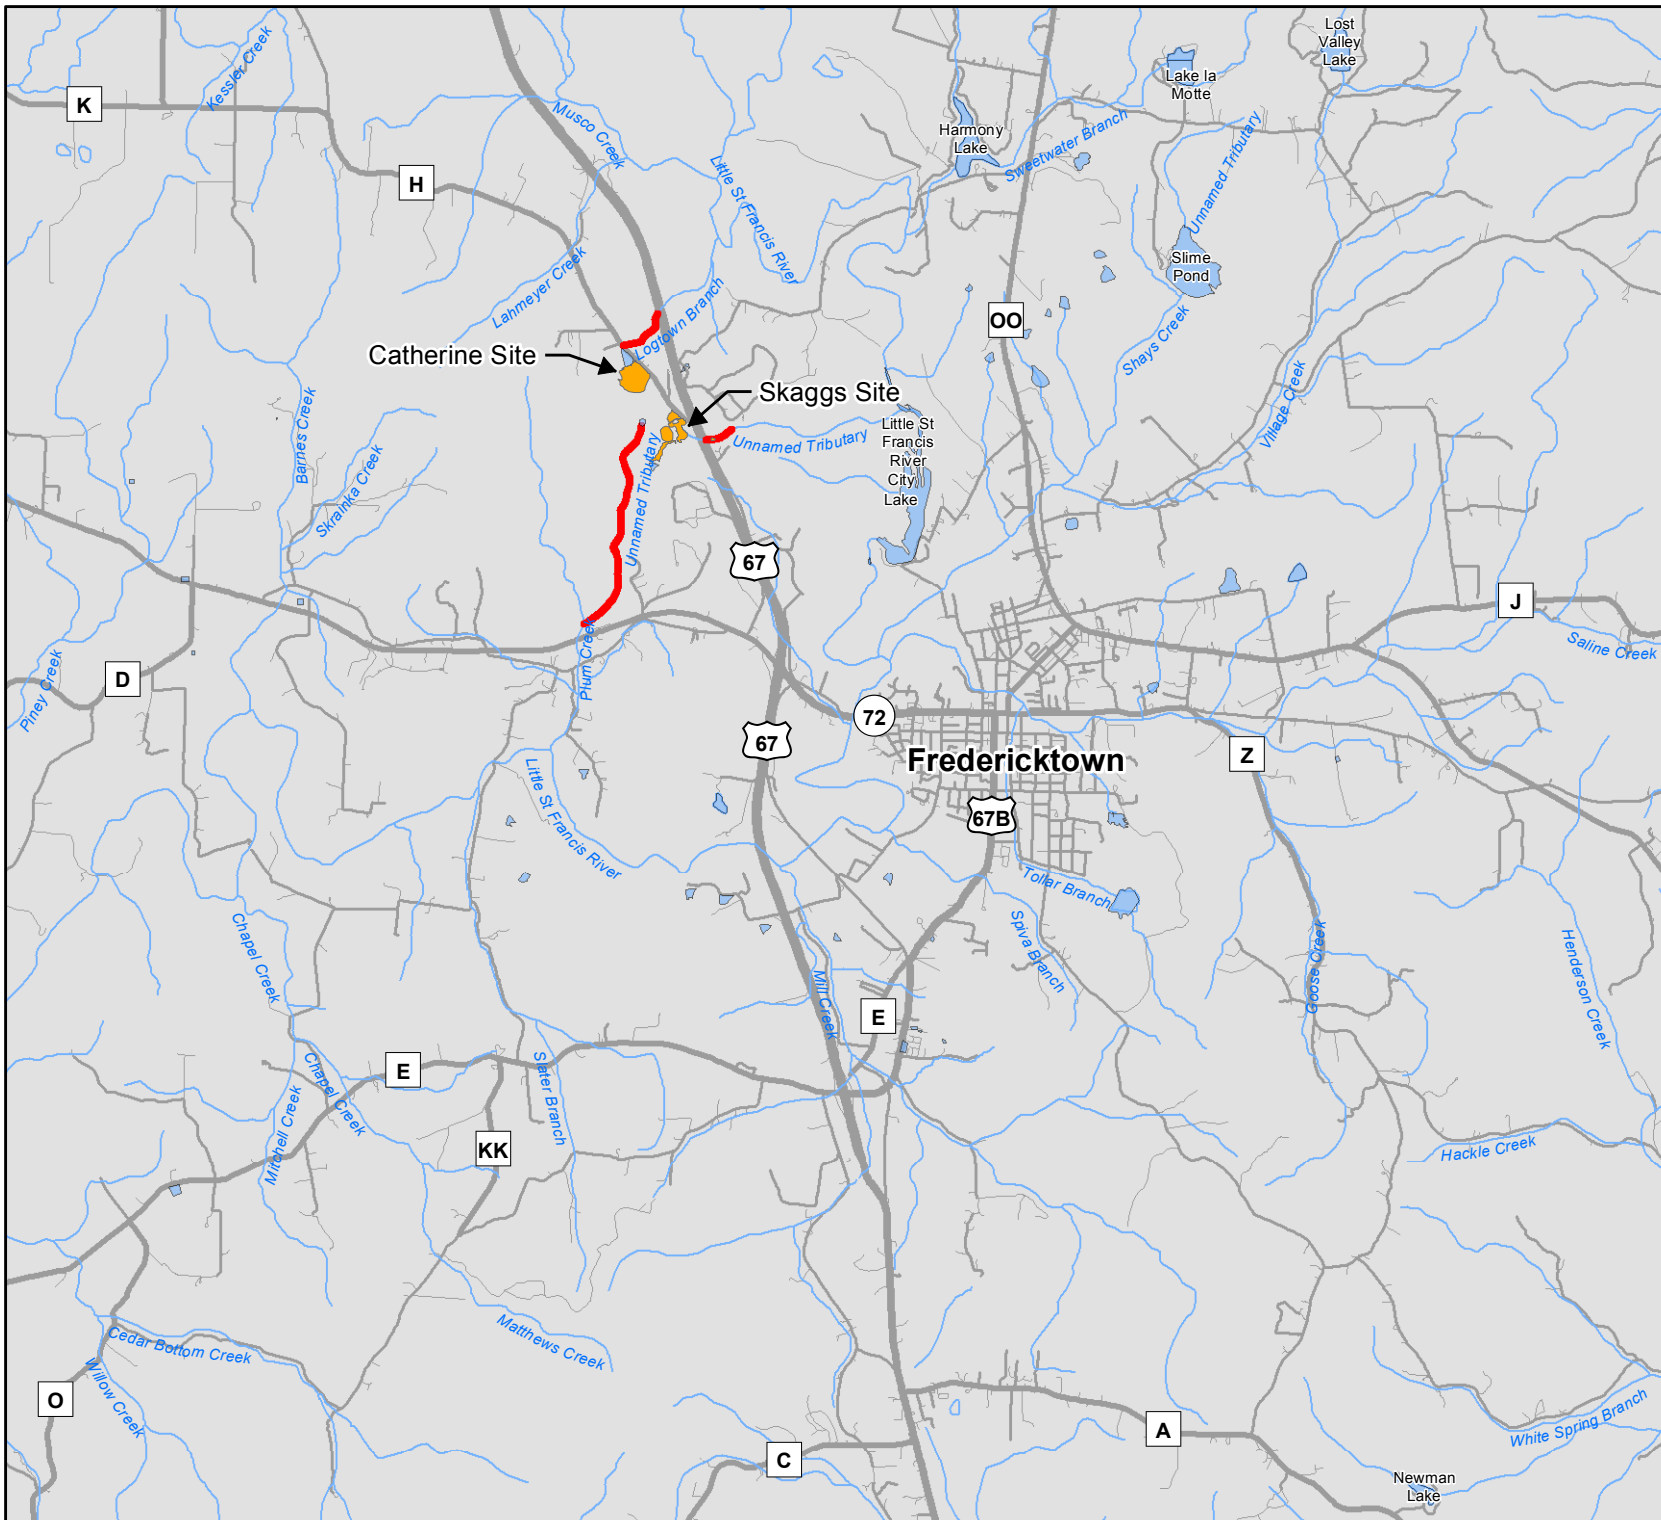 Lost
Valley
Lake
Kessler Creek
Lake la
Motte
K
Musco Creek
Harmony
Lake
Sweetwater Branch
Unnamed Tributary
H
Little St Francis River
Slime
Pond
Lahmeyer Creek
Logtown Branch
OO
Shays Creek
Catherine Site
Skaggs Site
Village Creek
Barnes Creek
Little St
Francis
River
City
Lake
Unnamed Tributary
Skrainka Creek
Unnamed Tributary
67
J
Saline Creek
Plum Creek
Piney Creek
D
72
67
Fredericktown
Z
67B
Little St Francis River
Tollar Branch
Spiva Branch
Chapel Creek
Goose Creek
Henderson Creek
Mill Creek
E
E
Slater Branch
Chapel Creek
Mitchell Creek
KK
Hackle Creek
Matthews Creek
Cedar Bottom Creek
Willow Creek
O
White Spring Branch
A
C
Newman
Lake